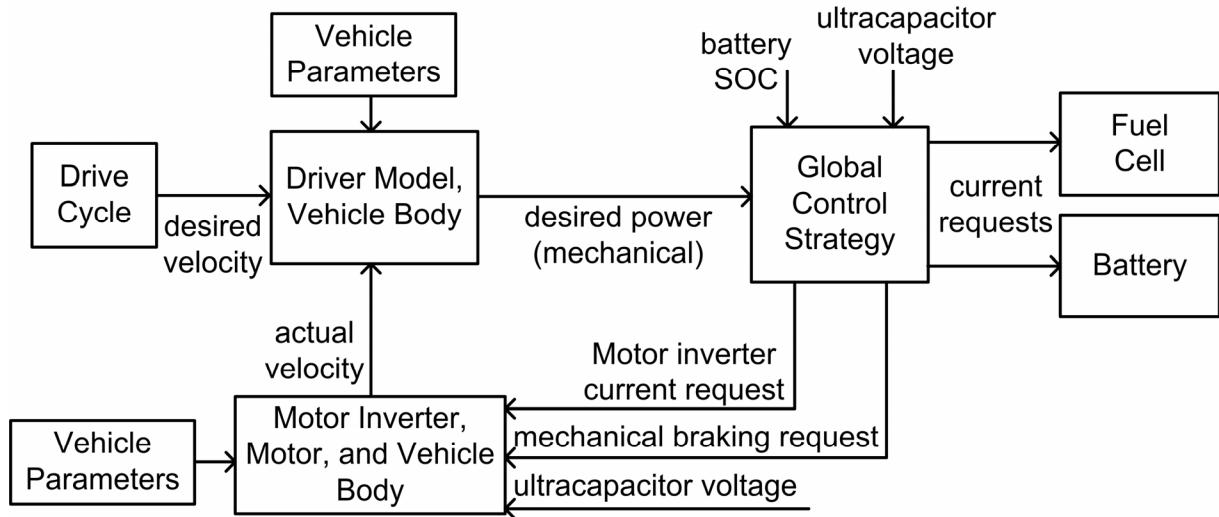 Vehicle
Parameters
battery
SOC
ultracapacitor
voltage
Drive
Cycle
desired
velocity
Driver Model,
Vehicle Body
desired power
(mechanical)
Global
Control
Strategy
current
requests
Fuel
Cell
Battery
actual
velocity
Motor inverter
current request
mechanical braking request
ultracapacitor voltage
Vehicle
Parameters
Motor Inverter,
Motor, and Vehicle
Body